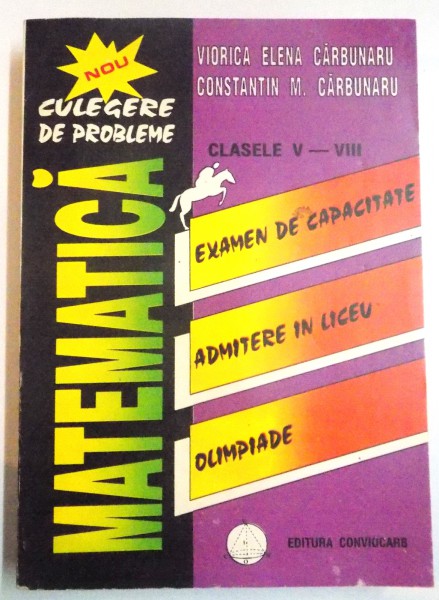 NOU
CULEGERE
DE PROBLEME
MATEMATICĂ
VIORICA ELENA CĂRBUNARU
CONSTANTIN M. CĂRBUNARU
CLASELE V — VIII
EXAMEN DE CAPACITATE
ADMITERE IN LICEU
OLIMPIADE
EDITURA CONVIOCARB